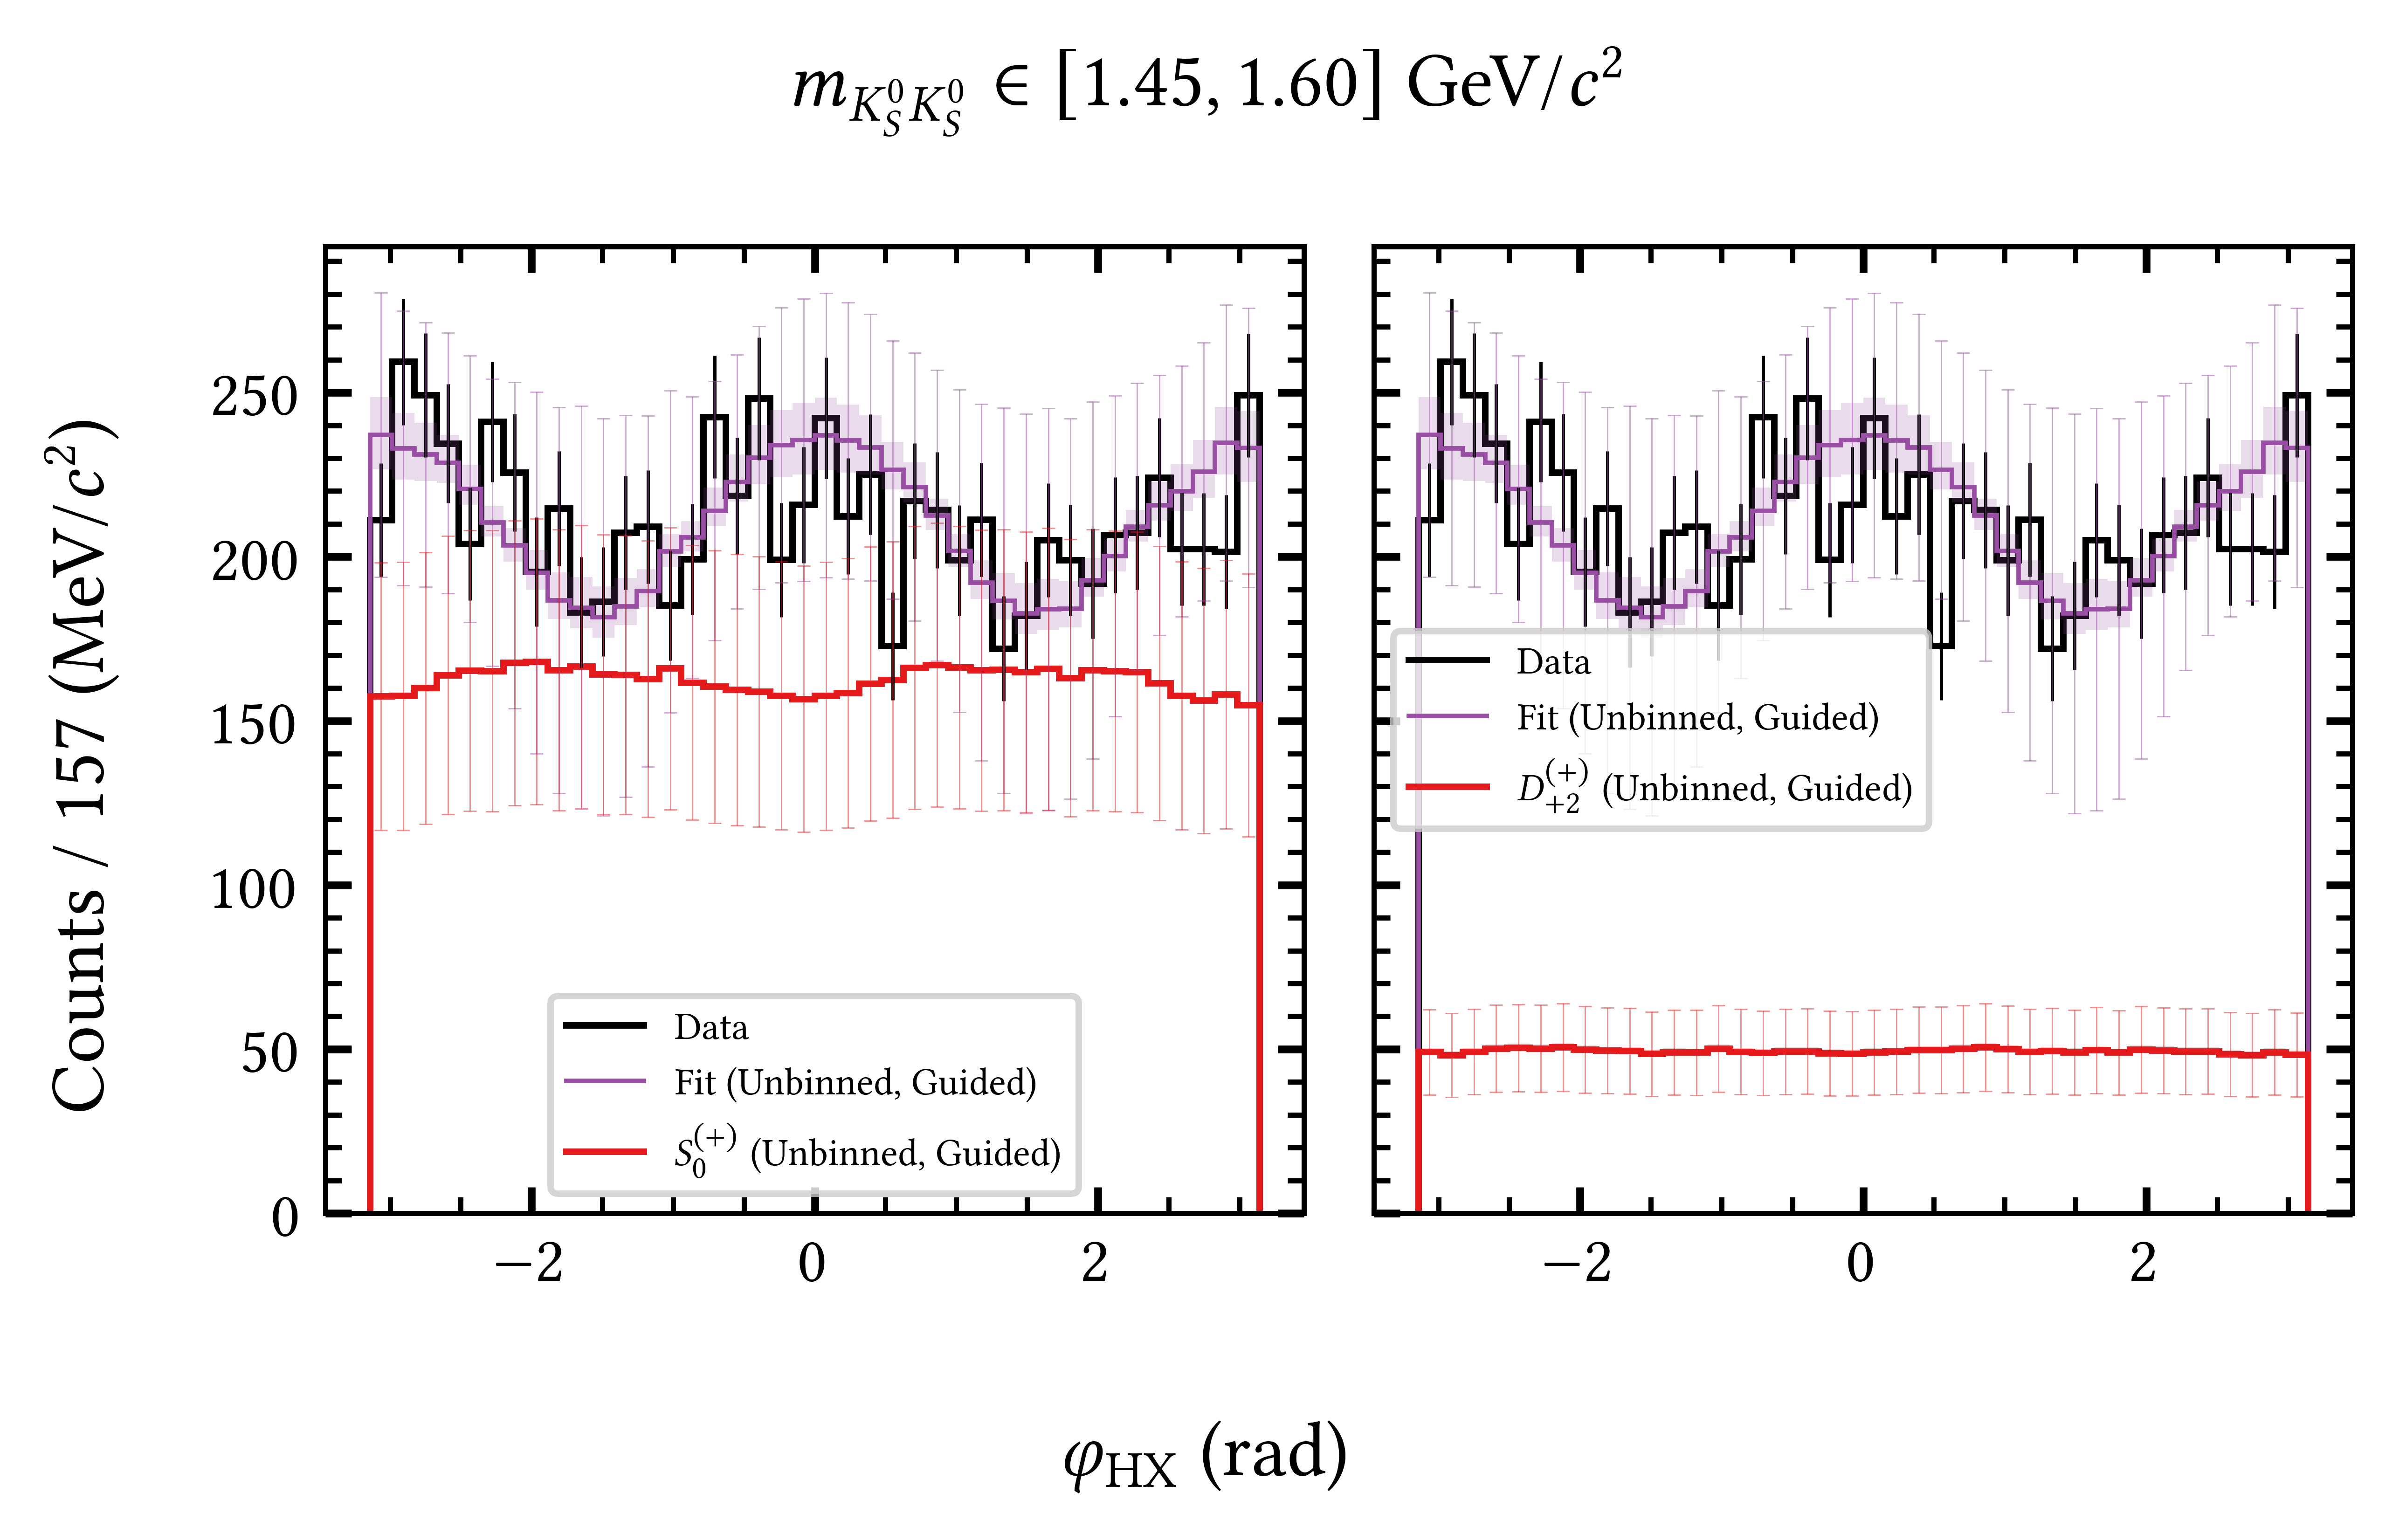 m_{K_S^0 K_S^0} ∈ [1.45, 1.60] GeV/c²
Counts / 157 (MeV/c²)
250
200
150
100
50
0
Data
Fit (Unbinned, Guided)
S_0^{(+)} (Unbinned, Guided)
−2
0
2
Data
Fit (Unbinned, Guided)
D_{+2}^{(+)} (Unbinned, Guided)
−2
0
2
φ_{HX} (rad)